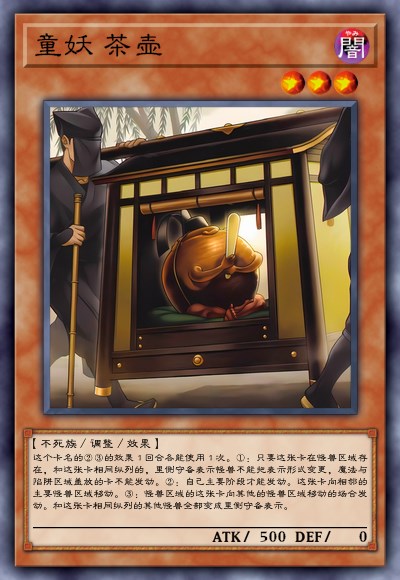 童妖 茶壶
やみ
闇
【不死族／调整／效果】
这个卡名的②③的效果1回合各能使用1次。①：只要这张卡在怪兽区域存
在，和这张卡相同纵列的，里侧守备表示怪兽不能把表示形式变更，魔法与
陷阱区域盖放的卡不能发动。②：自己主要阶段才能发动。这张卡向相邻的
主要怪兽区域移动。③：怪兽区域的这张卡向其他的怪兽区域移动的场合发
动。和这张卡相同纵列的其他怪兽全部变成里侧守备表示。
ATK/ 500 DEF/ 0